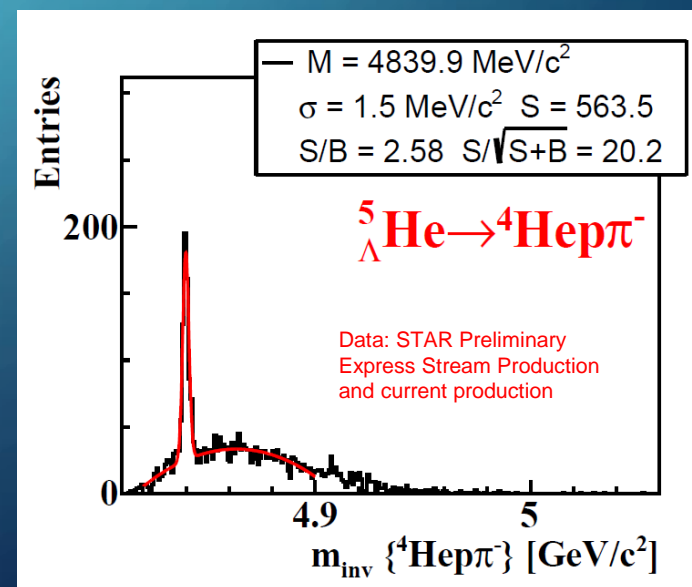 M = 4839.9 MeV/c²
σ = 1.5 MeV/c² S = 563.5
S/B = 2.58 S/√S+B = 20.2
Entries
200
⁵ΛHe→⁴Hepπ⁻
Data: STAR Preliminary
Express Stream Production
and current production
0
4.9 5
m_inv {⁴Hepπ⁻} [GeV/c²]